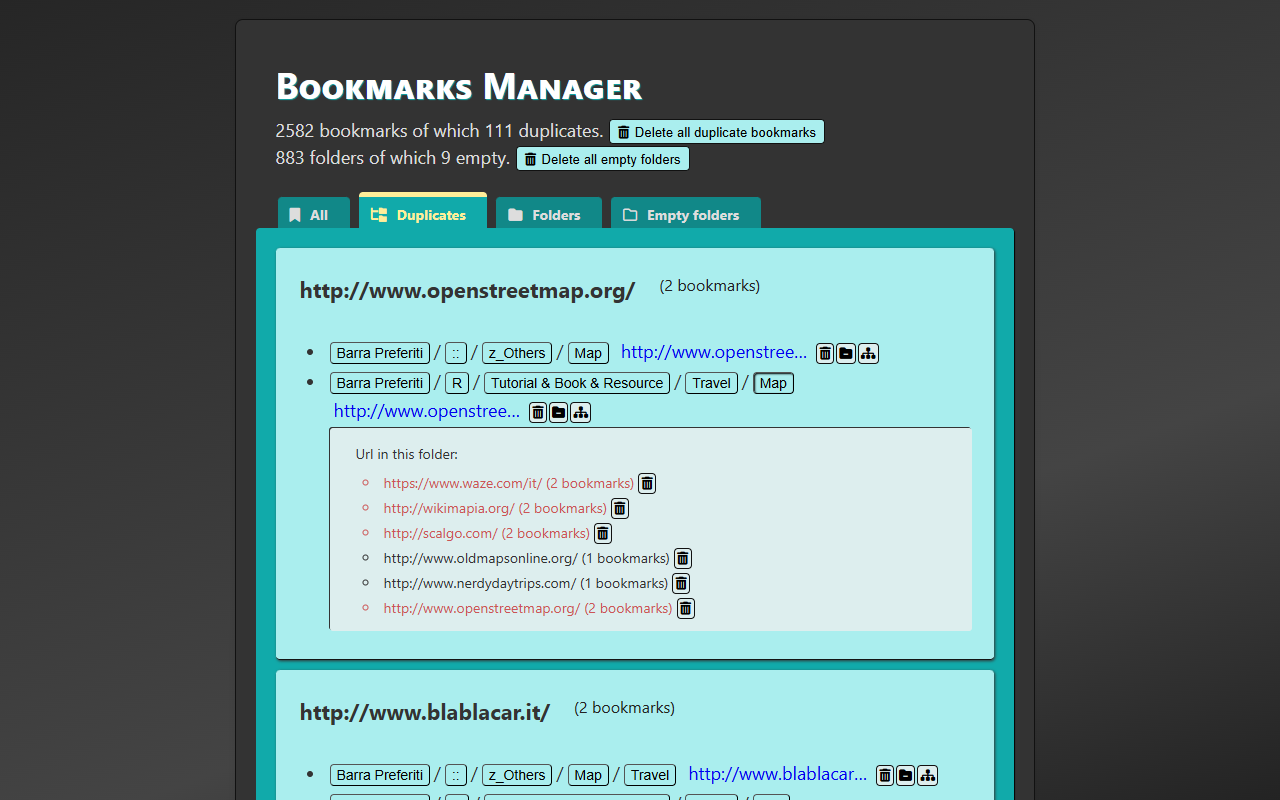 Bookmarks Manager
2582 bookmarks of which 111 duplicates. Delete all duplicate bookmarks
883 folders of which 9 empty. Delete all empty folders
All Duplicates Folders Empty folders
http://www.openstreetmap.org/ (2 bookmarks)
Barra Preferiti / :: / z_Others / Map http://www.openstree...
Barra Preferiti / R / Tutorial & Book & Resource / Travel / Map
http://www.openstree...
Url in this folder:
https://www.waze.com/it/ (2 bookmarks)
http://wikimapia.org/ (2 bookmarks)
http://scalgo.com/ (2 bookmarks)
http://www.oldmapsonline.org/ (1 bookmarks)
http://www.nerdydaytrips.com/ (1 bookmarks)
http://www.openstreetmap.org/ (2 bookmarks)
http://www.blablacar.it/ (2 bookmarks)
Barra Preferiti / :: / z_Others / Map / Travel http://www.blablacar...